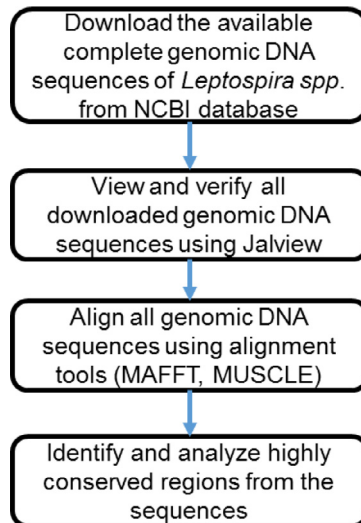 Download the available
complete genomic DNA
sequences of Leptospira spp.
from NCBI database
View and verify all
downloaded genomic DNA
sequences using Jalview
Align all genomic DNA
sequences using alignment
tools (MAFFT, MUSCLE)
Identify and analyze highly
conserved regions from the
sequences